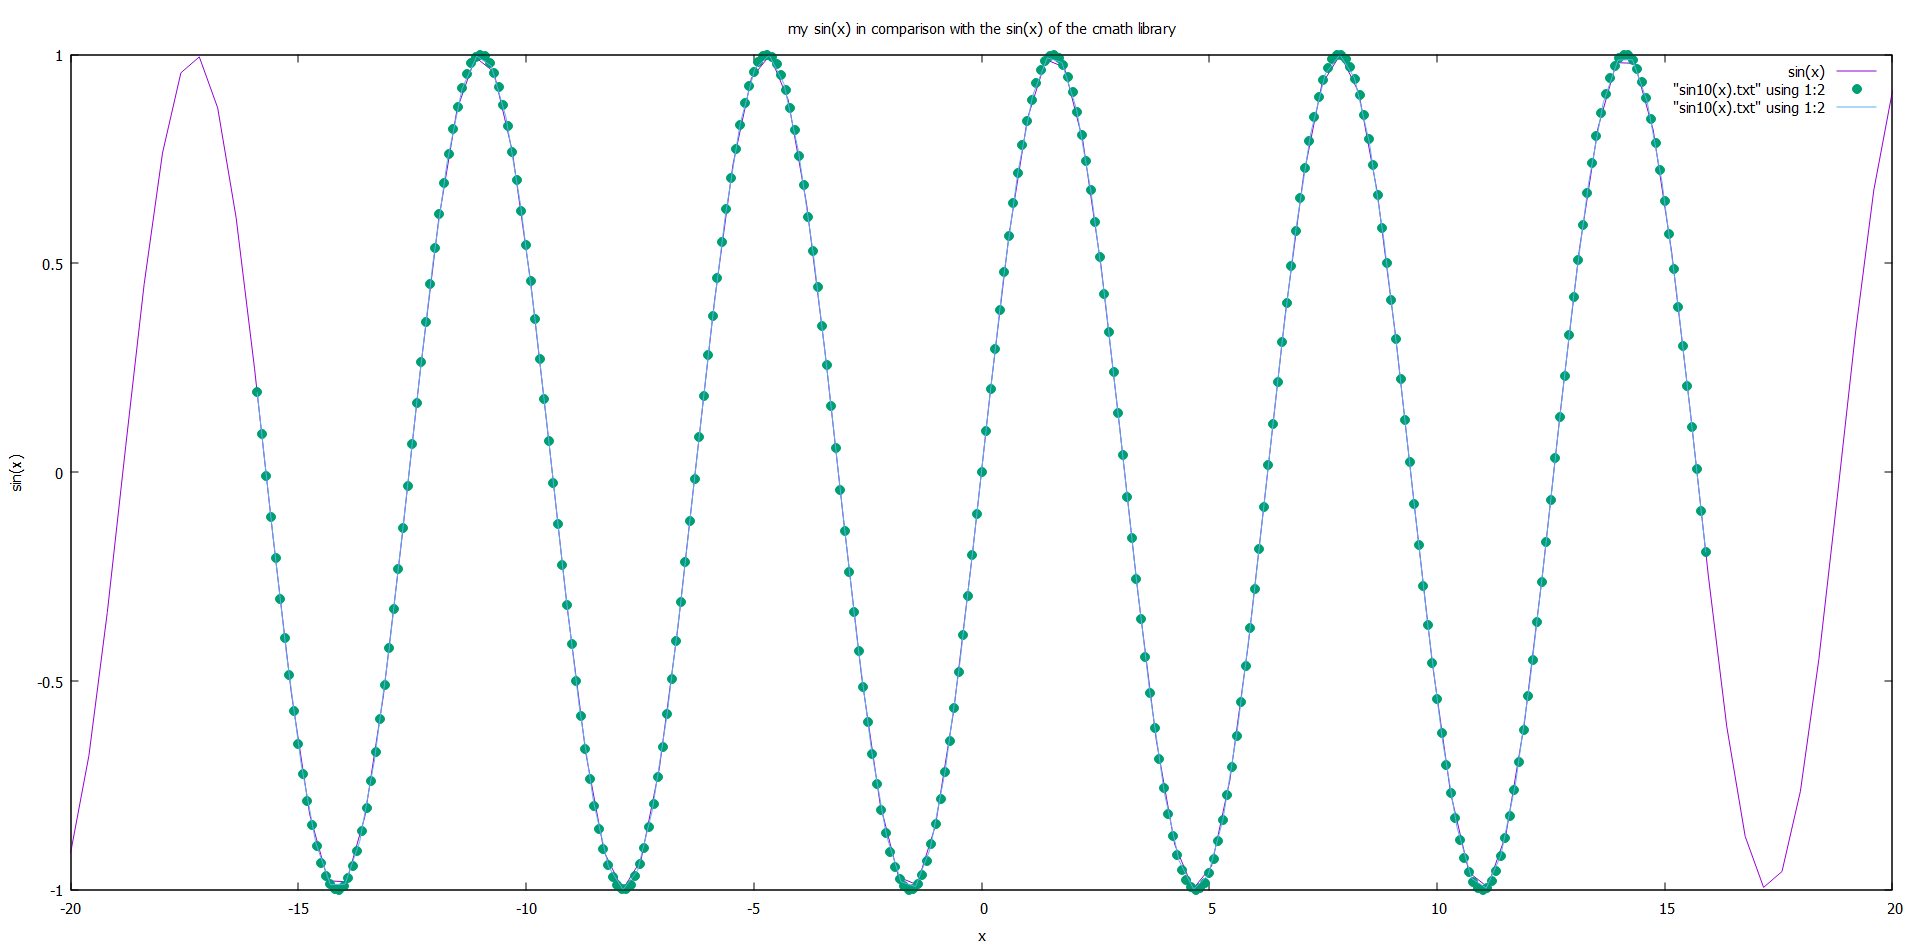 my sin(x) in comparison with the sin(x) of the cmath library
sin(x)
"sin10(x).txt" using 1:2
"sin10(x).txt" using 1:2
1
0.5
0
-0.5
-1
sin(x)
-20 -15 -10 -5 0 5 10 15 20
x